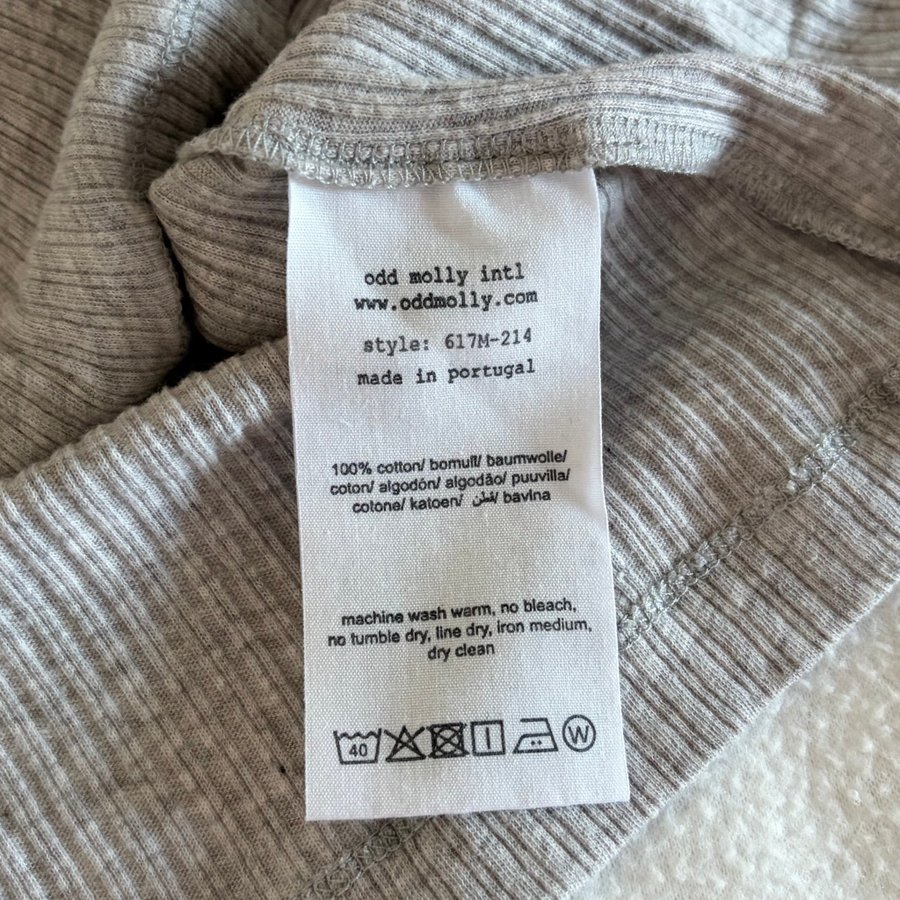 odd molly intl
www.oddmolly.com
style: 617M-214
made in portugal
100% cotton/ bomull/ baumwolle/
coton/ algodón/ algodão/ puuvilla/
cotone/ katoen/ قطن/ bavlna
machine wash warm, no bleach,
no tumble dry, line dry, iron medium,
dry clean
40 W